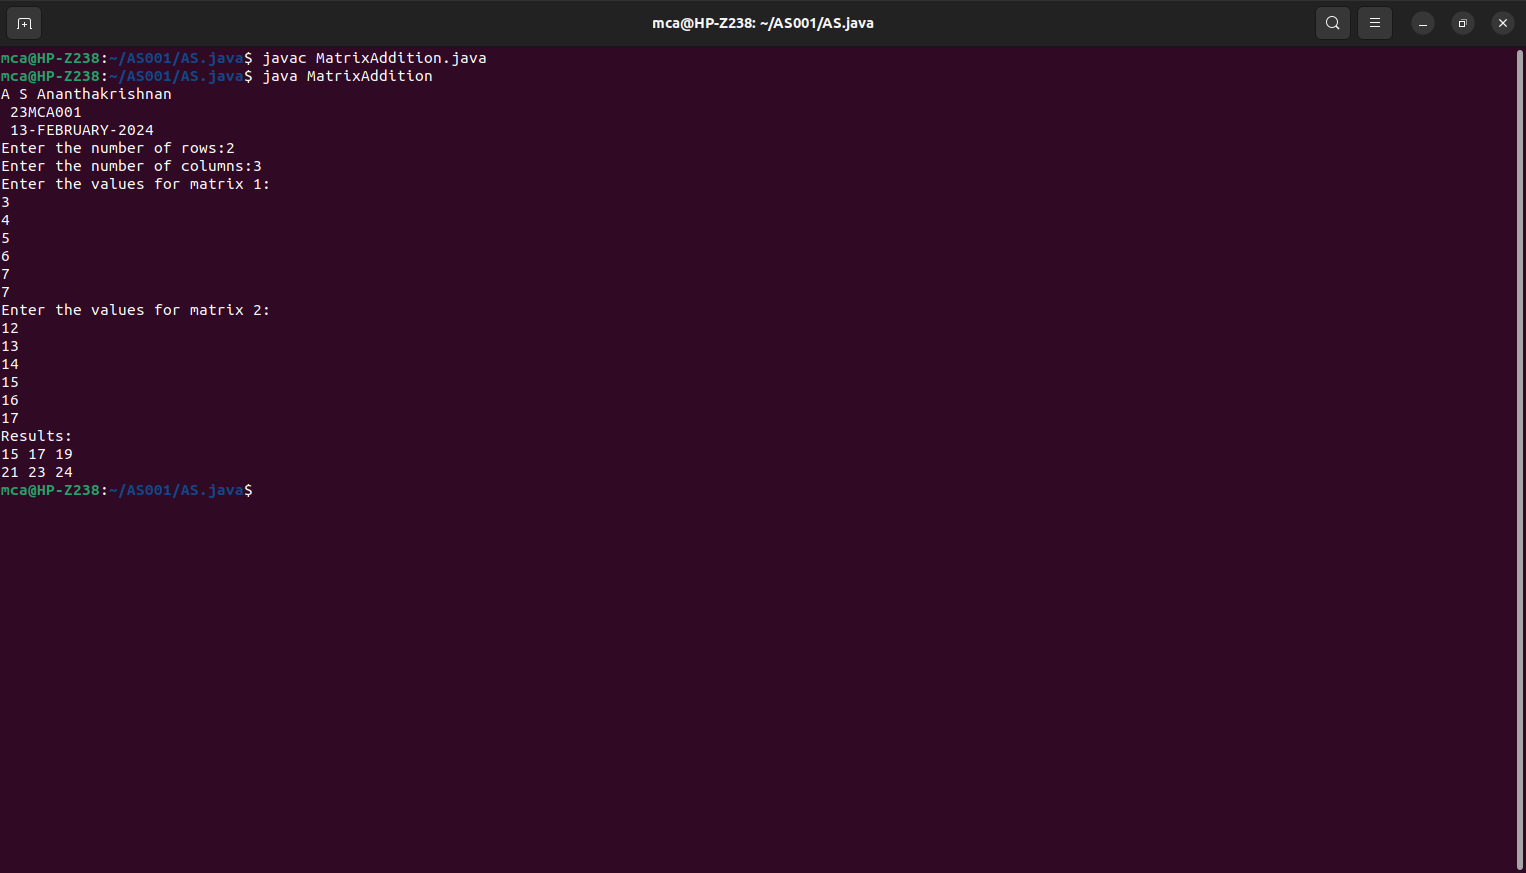 mca@HP-Z238: ~/AS001/AS.java
mca@HP-Z238:~/AS001/AS.java$ javac MatrixAddition.java
mca@HP-Z238:~/AS001/AS.java$ java MatrixAddition
A S Ananthakrishnan
 23MCA001
 13-FEBRUARY-2024
Enter the number of rows:2
Enter the number of columns:3
Enter the values for matrix 1:
3
4
5
6
7
7
Enter the values for matrix 2:
12
13
14
15
16
17
Results:
15 17 19
21 23 24
mca@HP-Z238:~/AS001/AS.java$